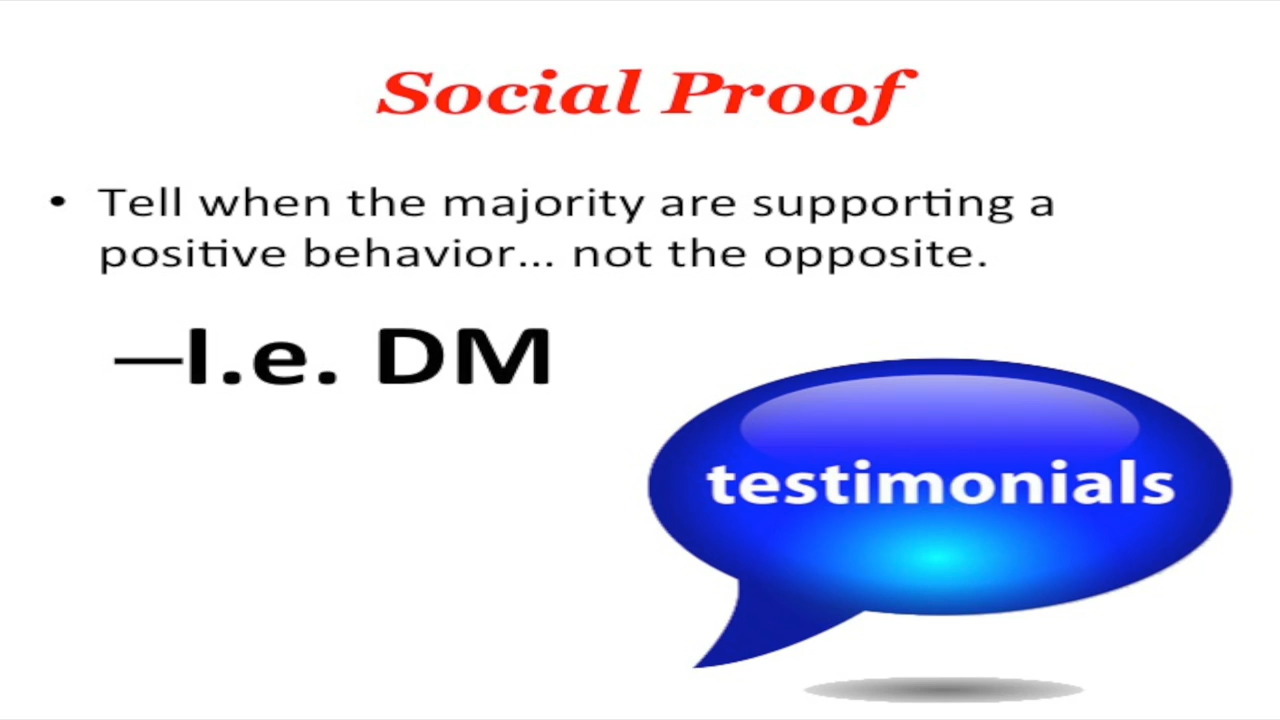 Social Proof
• Tell when the majority are supporting a
positive behavior... not the opposite.
–I.e. DM
testimonials